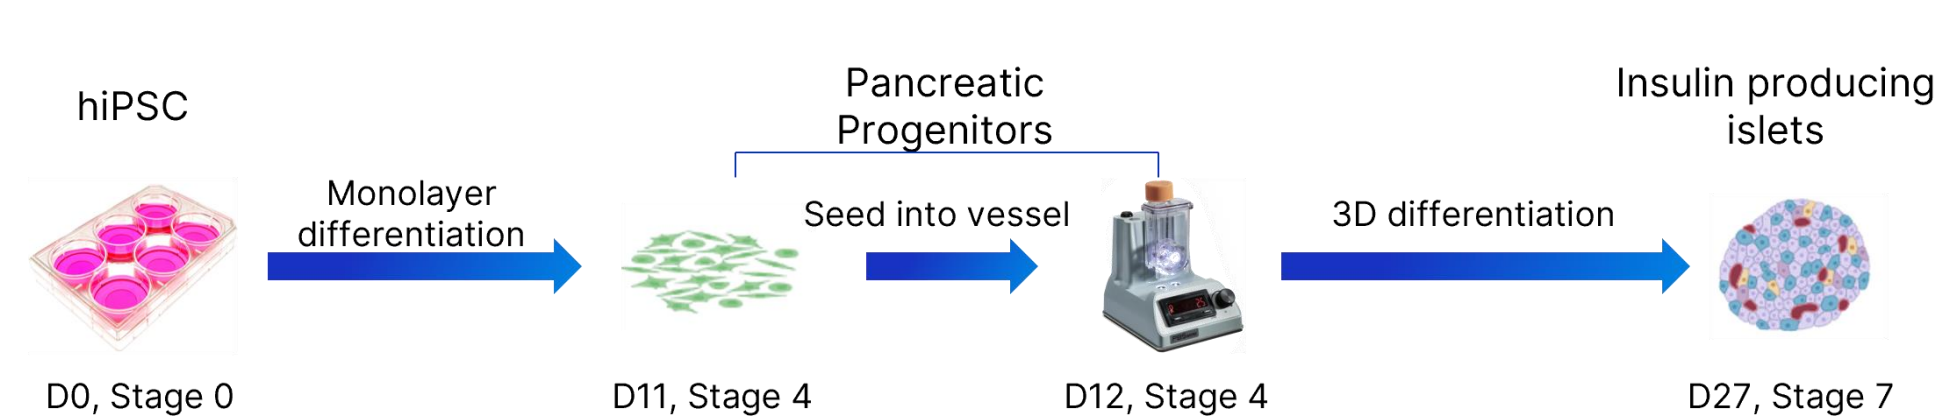 hiPSC
Monolayer
differentiation
Pancreatic
Progenitors
Seed into vessel
3D differentiation
Insulin producing
islets
D0, Stage 0
D11, Stage 4
D12, Stage 4
D27, Stage 7